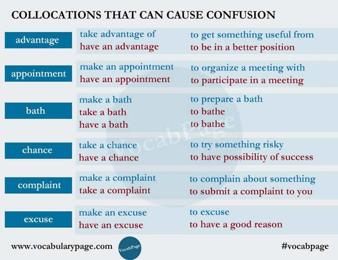 COLLOCATIONS THAT CAN CAUSE CONFUSION
advantage
take advantage of
have an advantage
to get something useful from
to be in a better position
appointment
make an appointment
have an appointment
to organize a meeting with
to participate in a meeting
bath
make a bath
take a bath
have a bath
to prepare a bath
to bathe
to bathe
chance
take a chance
have a chance
to try something risky
to have possibility of success
complaint
make a complaint
take a complaint
to complain about something
to submit a complaint to you
excuse
make an excuse
have an excuse
to excuse
to have a good reason
VocabPage
www.vocabularypage.com
VocabPage
#vocabpage